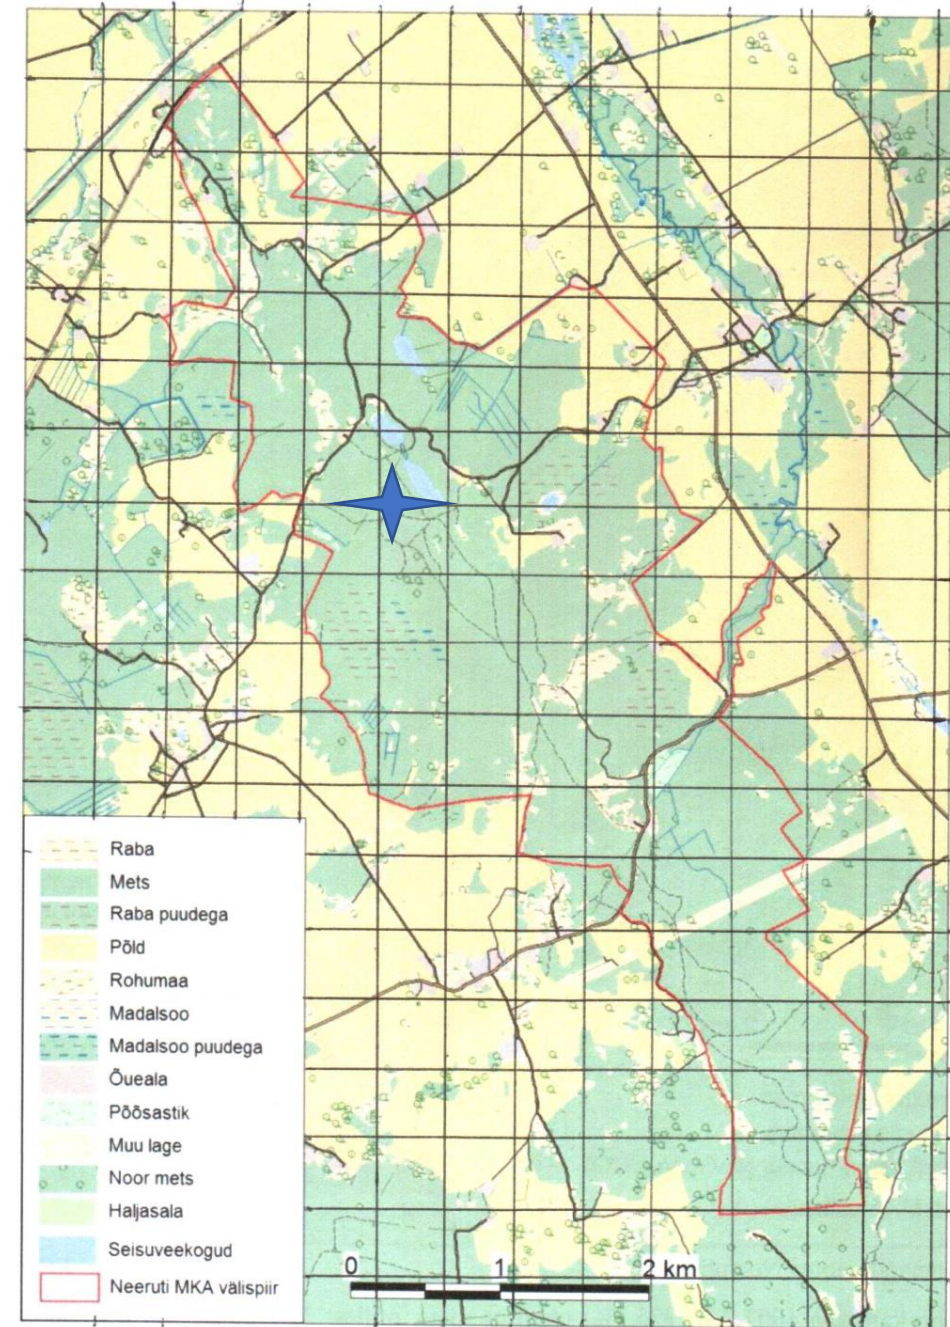 Raba
Mets
Raba puudega
Põld
Rohumaa
Madalsoo
Madalsoo puudega
Õueala
Põõsastik
Muu lage
Noor mets
Haljasala
Seisuveekogud
Neeruti MKA välispiir
0 1 2 km